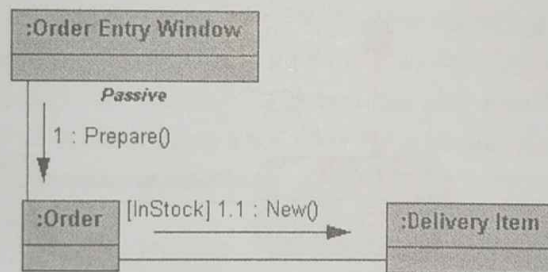 :Order Entry Window
Passive
1 : Prepare()
:Order
[InStock] 1.1 : New()
:Delivery Item